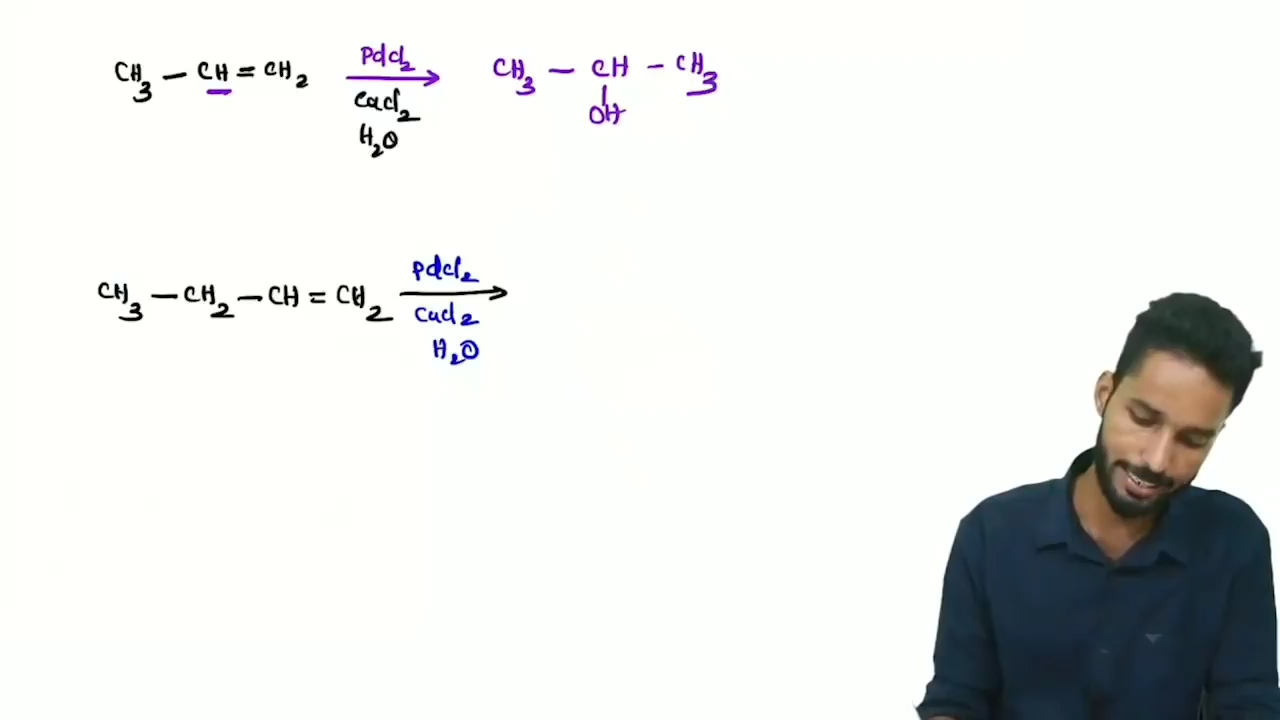 CH3 – CH = CH2 PdCl2 CH3 – CH – CH3
CuCl2 OH
H2O
PdCl2
CH3 – CH2 – CH = CH2
CuCl2
H2O